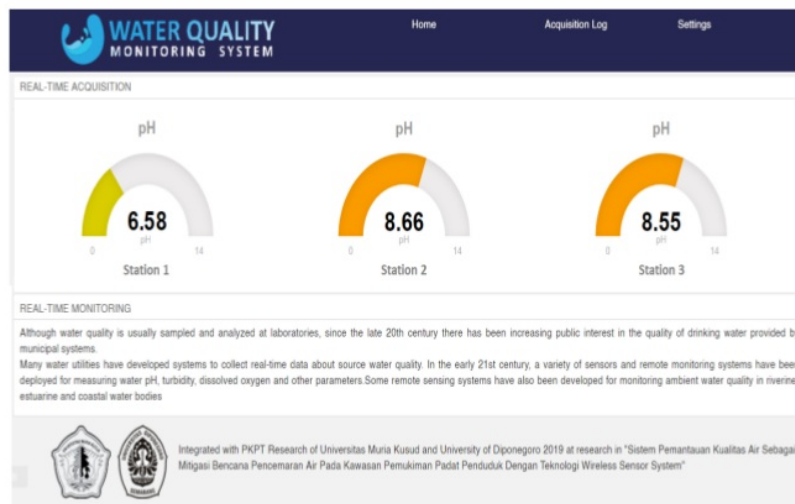 WATER QUALITY
MONITORING SYSTEM
Home
Acquisition Log
Settings
REAL-TIME ACQUISITION
pH
6.58
pH
0
14
Station 1
pH
8.66
pH
0
14
Station 2
pH
8.55
pH
0
14
Station 3
REAL-TIME MONITORING
Although water quality is usually sampled and analyzed at laboratories, since the late 20th century there has been increasing public interest in the quality of drinking water provided b
municipal systems.
Many water utilities have developed systems to collect real-time data about source water quality. In the early 21st century, a variety of sensors and remote monitoring systems have bee
deployed for measuring water pH, turbidity, dissolved oxygen and other parameters.Some remote sensing systems have also been developed for monitoring ambient water quality in riverine
estuarine and coastal water bodies
Integrated with PKPT Research of Universitas Muria Kusud and University of Diponegoro 2019 at research in "Sistem Pemantauan Kualitas Air Sebagai
Mitigasi Bencana Pencemaran Air Pada Kawasan Pemukiman Padat Penduduk Dengan Teknologi Wireless Sensor System"